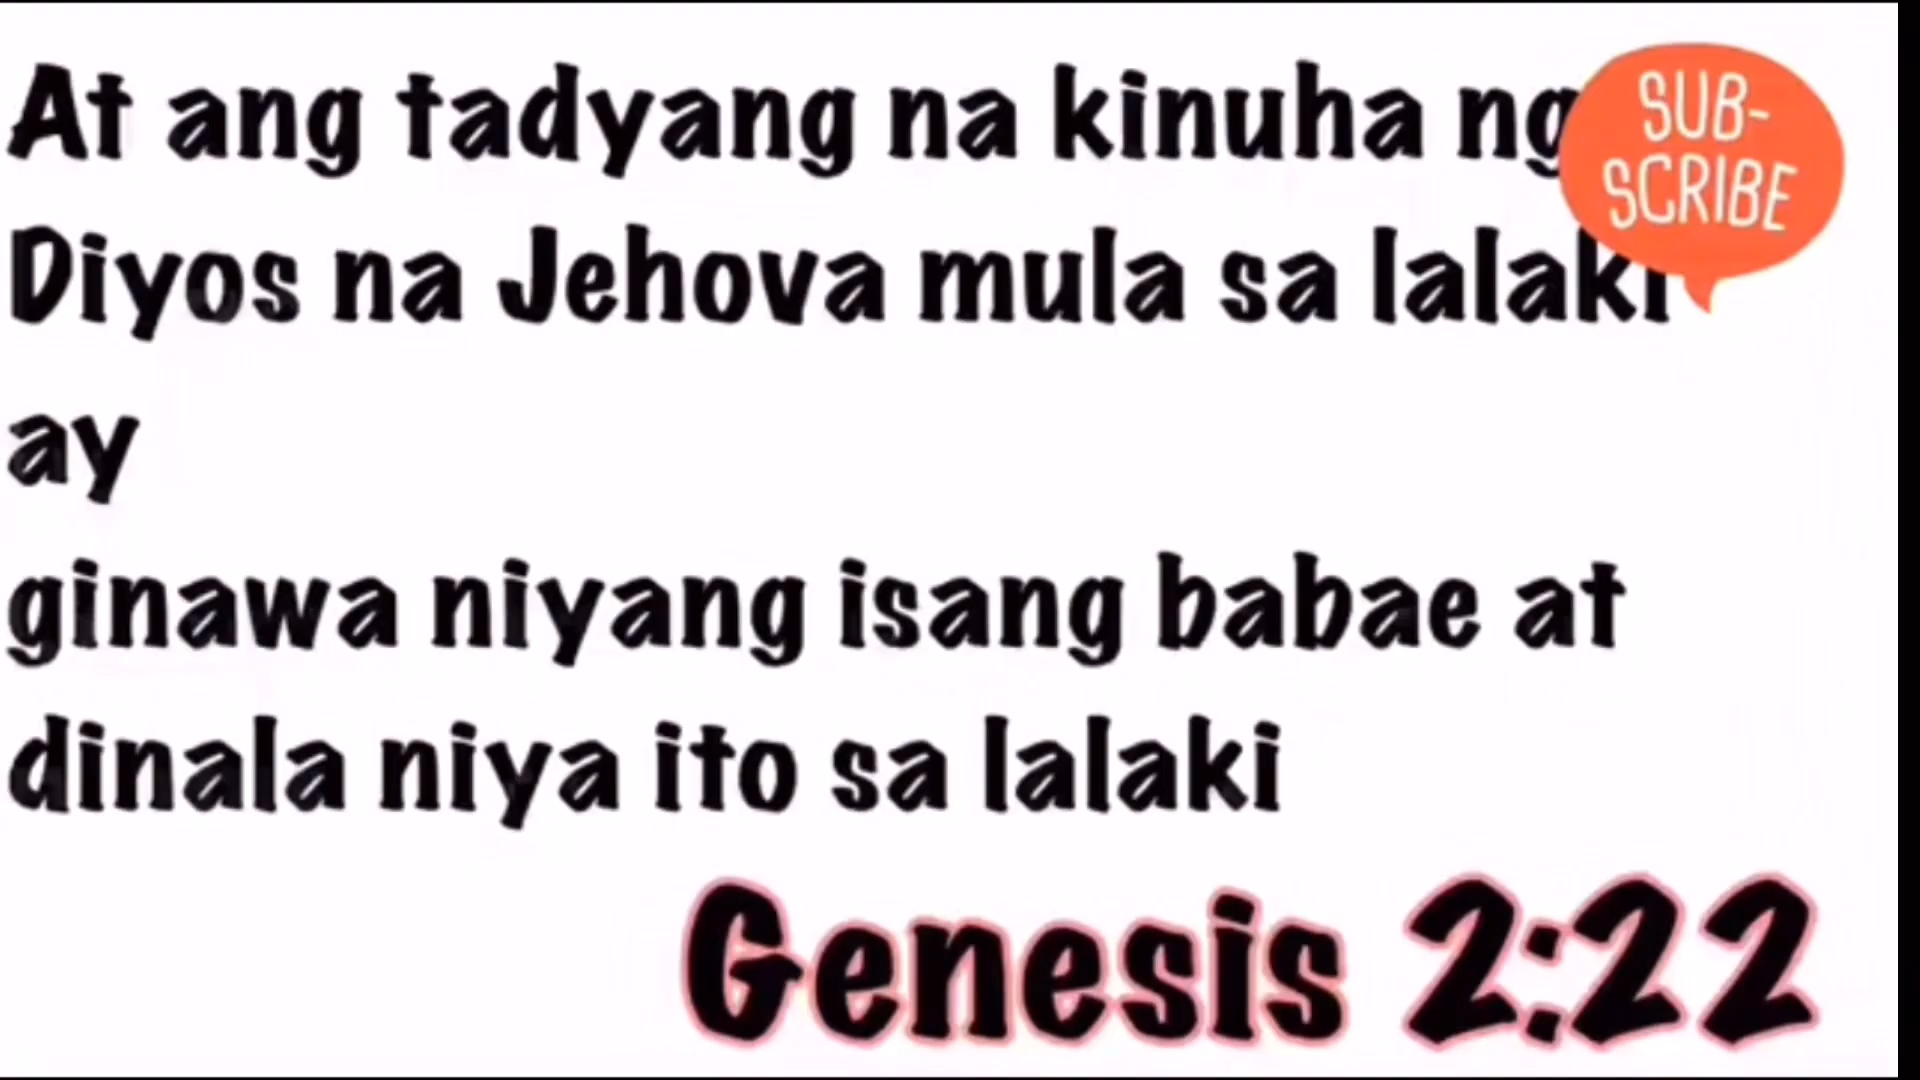 At ang tadyang na kinuha ng
Diyos na Jehova mula sa lalaki
ay
ginawa niyang isang babae at
dinala niya ito sa lalaki
Genesis 2:22
SUB-
SCRIBE